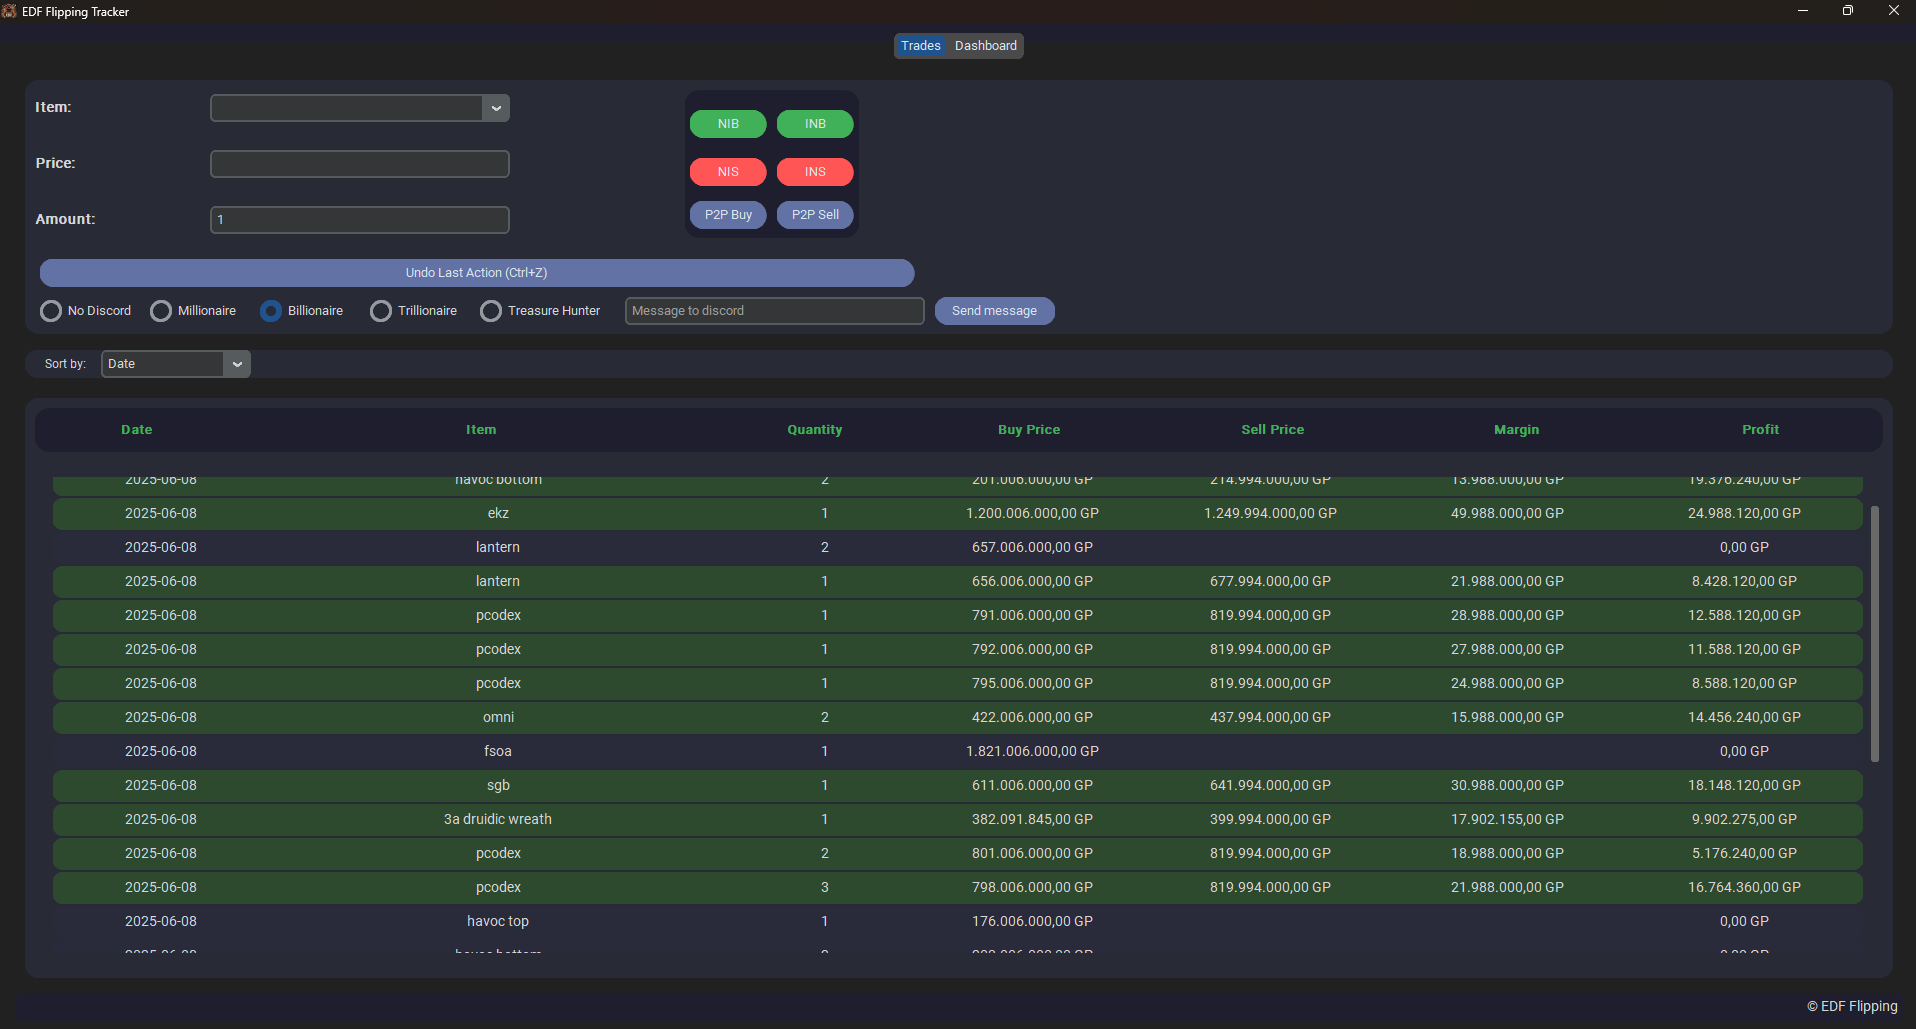 EDF Flipping Tracker
Trades Dashboard
Item:
NIB INB
Price:
NIS INS
P2P Buy P2P Sell
Amount: 1
Undo Last Action (Ctrl+Z)
No Discord Millionaire Billionaire Trillionaire Treasure Hunter Message to discord Send message
Sort by: Date
Date Item Quantity Buy Price Sell Price Margin Profit
2025-06-08 havoc bottom 2 201.006.000,00 GP 214.994.000,00 GP 13.988.000,00 GP 19.376.240,00 GP
2025-06-08 ekz 1 1.200.006.000,00 GP 1.249.994.000,00 GP 49.988.000,00 GP 24.988.120,00 GP
2025-06-08 lantern 2 657.006.000,00 GP 0,00 GP
2025-06-08 lantern 1 656.006.000,00 GP 677.994.000,00 GP 21.988.000,00 GP 8.428.120,00 GP
2025-06-08 pcodex 1 791.006.000,00 GP 819.994.000,00 GP 28.988.000,00 GP 12.588.120,00 GP
2025-06-08 pcodex 1 792.006.000,00 GP 819.994.000,00 GP 27.988.000,00 GP 11.588.120,00 GP
2025-06-08 pcodex 1 795.006.000,00 GP 819.994.000,00 GP 24.988.000,00 GP 8.588.120,00 GP
2025-06-08 omni 2 422.006.000,00 GP 437.994.000,00 GP 15.988.000,00 GP 14.456.240,00 GP
2025-06-08 fsoa 1 1.821.006.000,00 GP 0,00 GP
2025-06-08 sgb 1 611.006.000,00 GP 641.994.000,00 GP 30.988.000,00 GP 18.148.120,00 GP
2025-06-08 3a druidic wreath 1 382.091.845,00 GP 399.994.000,00 GP 17.902.155,00 GP 9.902.275,00 GP
2025-06-08 pcodex 2 801.006.000,00 GP 819.994.000,00 GP 18.988.000,00 GP 5.176.240,00 GP
2025-06-08 pcodex 3 798.006.000,00 GP 819.994.000,00 GP 21.988.000,00 GP 16.764.360,00 GP
2025-06-08 havoc top 1 176.006.000,00 GP 0,00 GP
© EDF Flipping